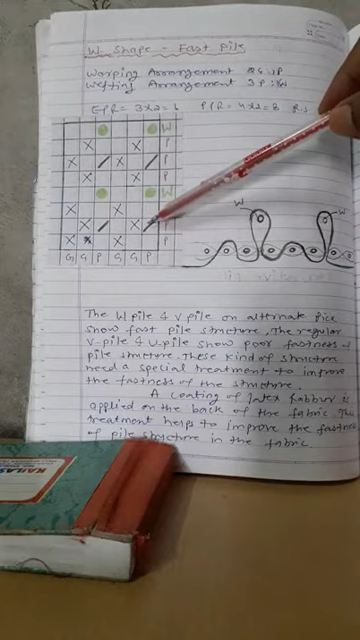 W Shape - Fast Pile
Warping Arrangement 2G:1P
Wefting Arrangement 3P:1W
EPR = 3x2 = 6 PPR = 4x2 = 8
W
P
P
P
W
P
P
P
G G P G G P
W W
The W pile & V pile on alternate pice
show fast pile structure. The regular
V-pile & U-pile show poor fastness of
pile structure. These kind of structure
need a special treatment to improve
the fastness of the structure.
A coating of latex Rabbur is
applied on the back of the fabric. This
treatment helps to improve the fastness
of pile structure in the fabric.
KAILAS